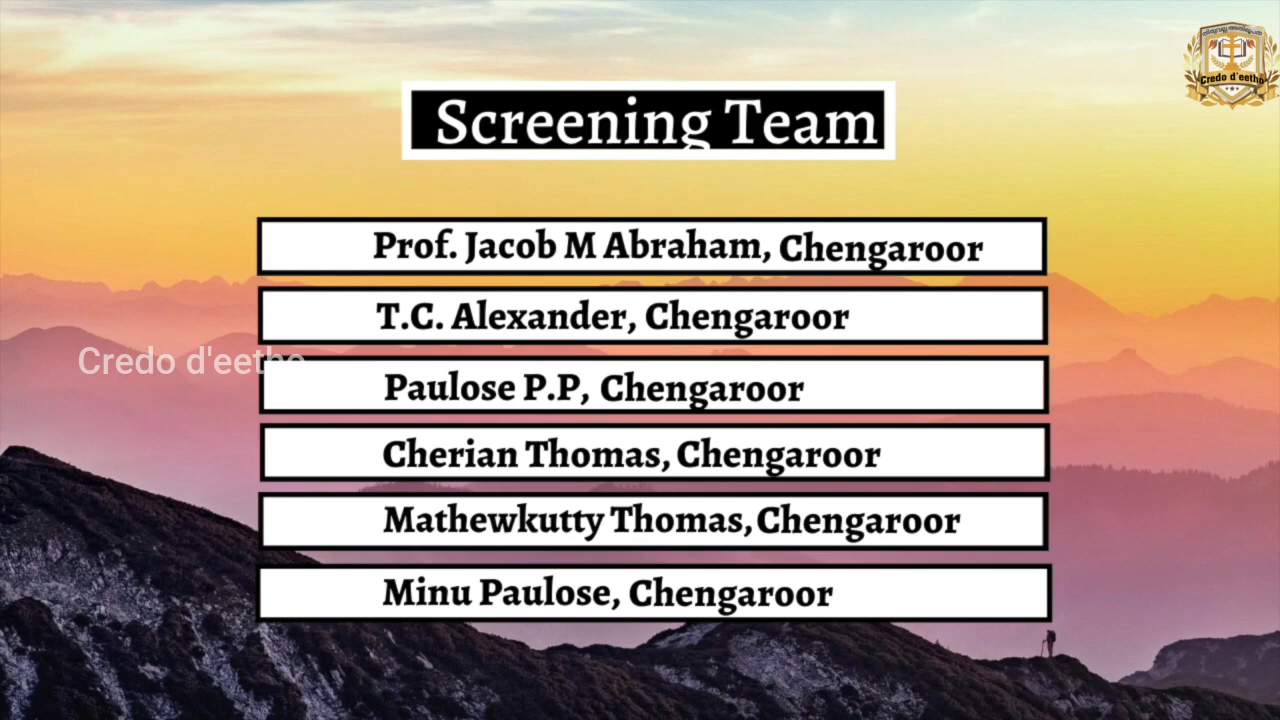 Credo d'eetho
Screening Team
Prof. Jacob M Abraham, Chengaroor
T.C. Alexander, Chengaroor
Paulose P.P, Chengaroor
Cherian Thomas, Chengaroor
Mathewkutty Thomas, Chengaroor
Minu Paulose, Chengaroor
Credo d'eetho